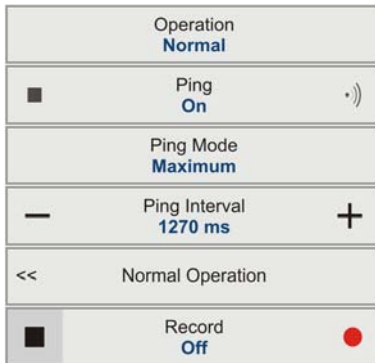 Operation
Normal
Ping
On
Ping Mode
Maximum
Ping Interval
1270 ms
<< Normal Operation
Record
Off